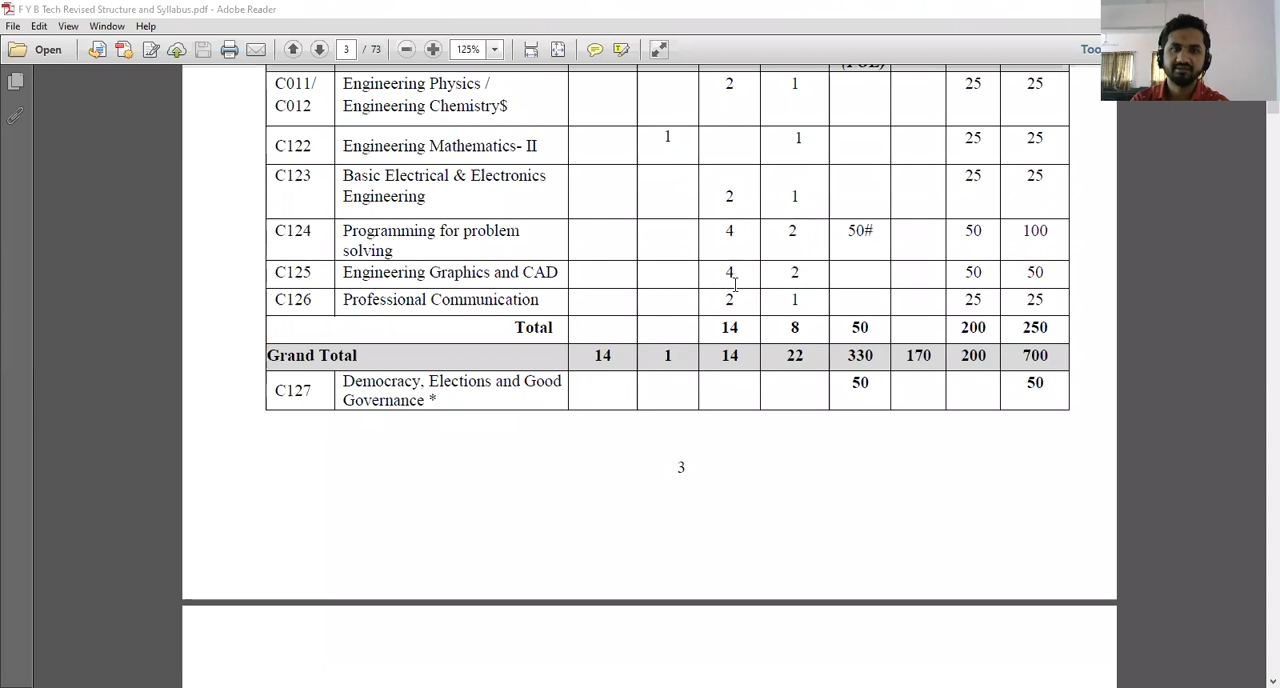 F Y B Tech Revised Structure and Syllabus.pdf - Adobe Reader
File Edit View Window Help
Open 3 / 73 125% Too
(POE)
C011/ Engineering Physics / 2 1 25 25
C012 Engineering Chemistry$
C122 Engineering Mathematics- II 1 1 25 25
C123 Basic Electrical & Electronics 25 25
Engineering 2 1
C124 Programming for problem 4 2 50# 50 100
solving
C125 Engineering Graphics and CAD 4 2 50 50
C126 Professional Communication 2 1 25 25
Total 14 8 50 200 250
Grand Total 14 1 14 22 330 170 200 700
C127 Democracy, Elections and Good 50 50
Governance *
3